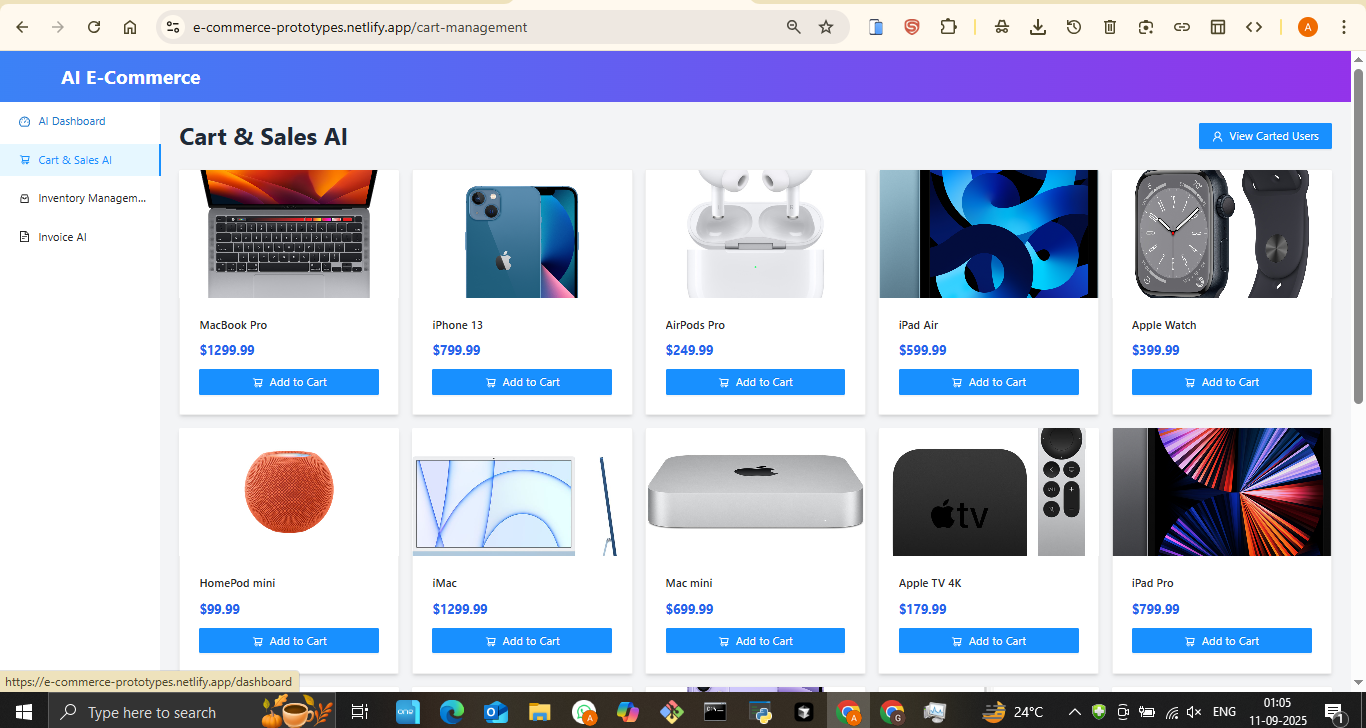 e-commerce-prototypes.netlify.app/cart-management
A
AI E-Commerce
AI Dashboard
Cart & Sales AI
Inventory Managem...
Invoice AI
Cart & Sales AI
View Carted Users
MacBook Pro
$1299.99
Add to Cart
iPhone 13
$799.99
Add to Cart
AirPods Pro
$249.99
Add to Cart
iPad Air
$599.99
Add to Cart
Apple Watch
$399.99
Add to Cart
HomePod mini
$99.99
Add to Cart
iMac
$1299.99
Add to Cart
Mac mini
$699.99
Add to Cart
tv
Apple TV 4K
$179.99
Add to Cart
iPad Pro
$799.99
Add to Cart
https://e-commerce-prototypes.netlify.app/dashboard
Type here to search
one
A
A
G
24°C
ENG
01:05
11-09-2025
1